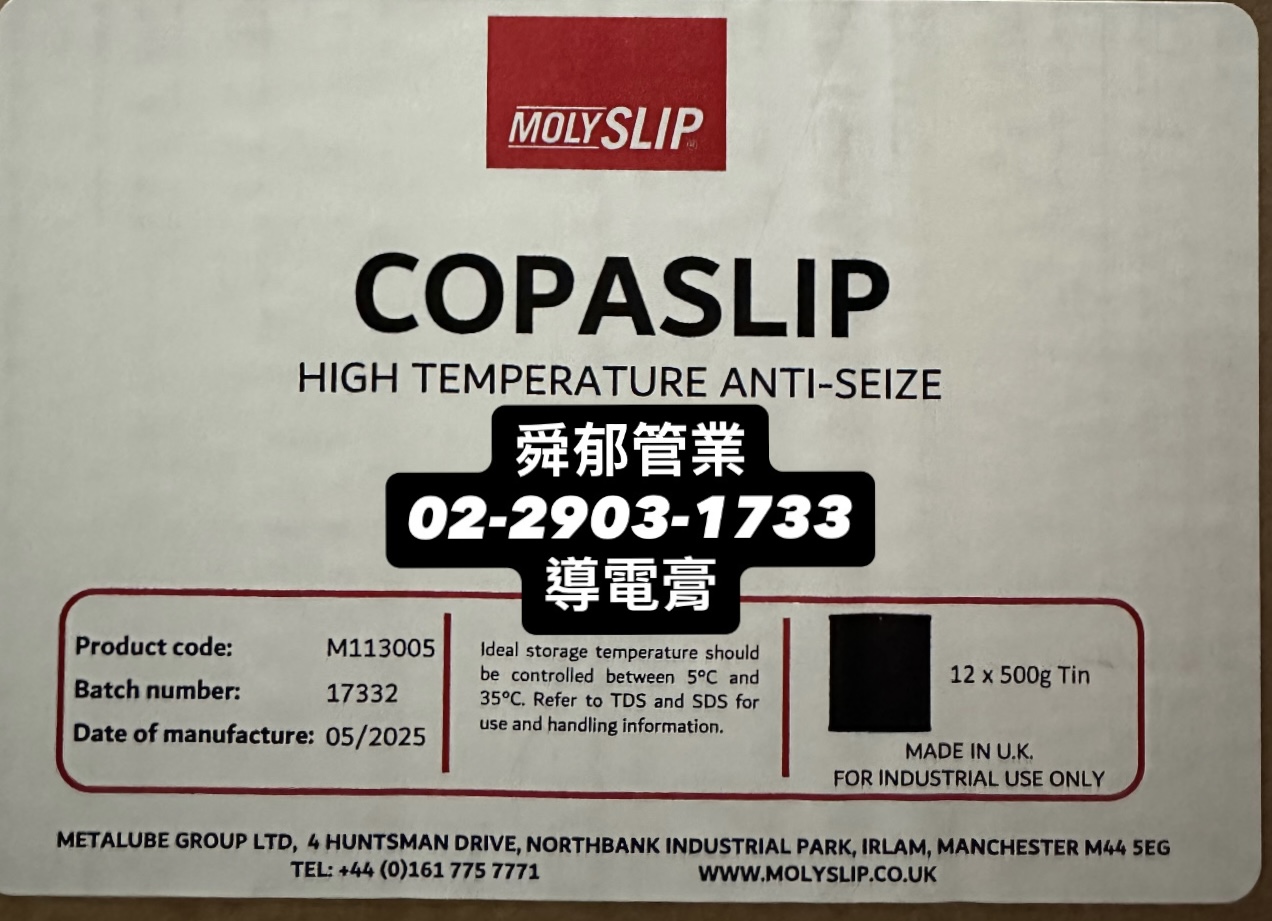 MOLYSLIP®
COPASLIP
HIGH TEMPERATURE ANTI-SEIZE
舜郁管業
02-2903-1733
導電膏
Product code: M113005
Batch number: 17332
Date of manufacture: 05/2025
Ideal storage temperature should
be controlled between 5°C and
35°C. Refer to TDS and SDS for
use and handling information.
12 x 500g Tin
MADE IN U.K.
FOR INDUSTRIAL USE ONLY
METALUBE GROUP LTD, 4 HUNTSMAN DRIVE, NORTHBANK INDUSTRIAL PARK, IRLAM, MANCHESTER M44 5EG
TEL: +44 (0)161 775 7771 WWW.MOLYSLIP.CO.UK